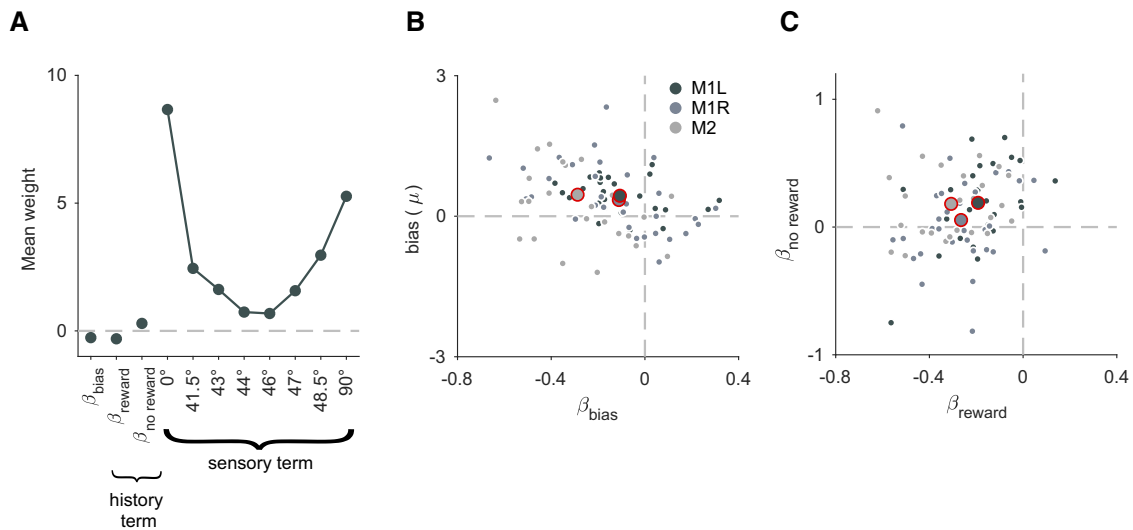 A
B
C
10
5
0
Mean weight
β bias
β reward
β no reward
0°
41.5°
43°
44°
46°
47°
48.5°
90°
sensory term
history
term
3
0
-3
bias ( μ )
-0.8
-0.4
0
0.4
β bias
M1L
M1R
M2
1
0
-1
β no reward
-0.8
-0.4
0
0.4
β reward